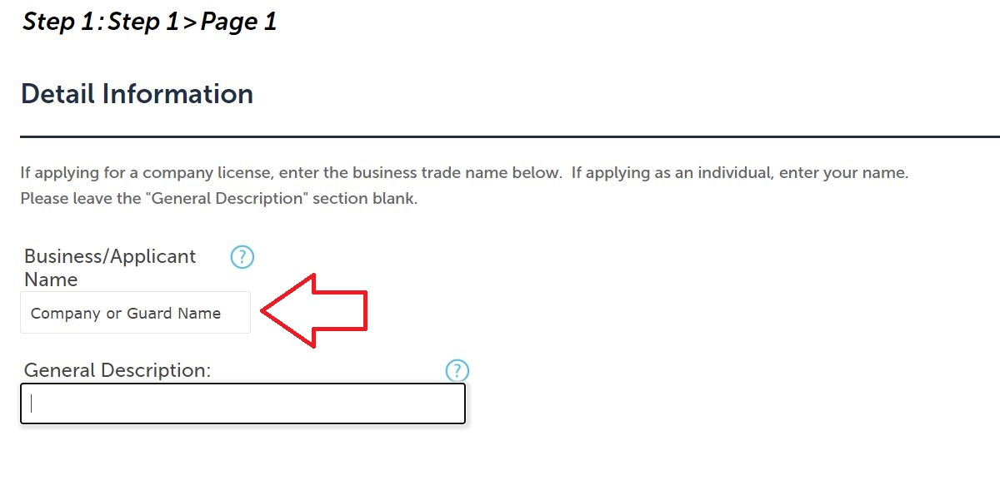 Step 1: Step 1 > Page 1
Detail Information
If applying for a company license, enter the business trade name below.  If applying as an individual, enter your name.
Please leave the "General Description" section blank.
Business/Applicant ?
Name
Company or Guard Name
General Description: ?